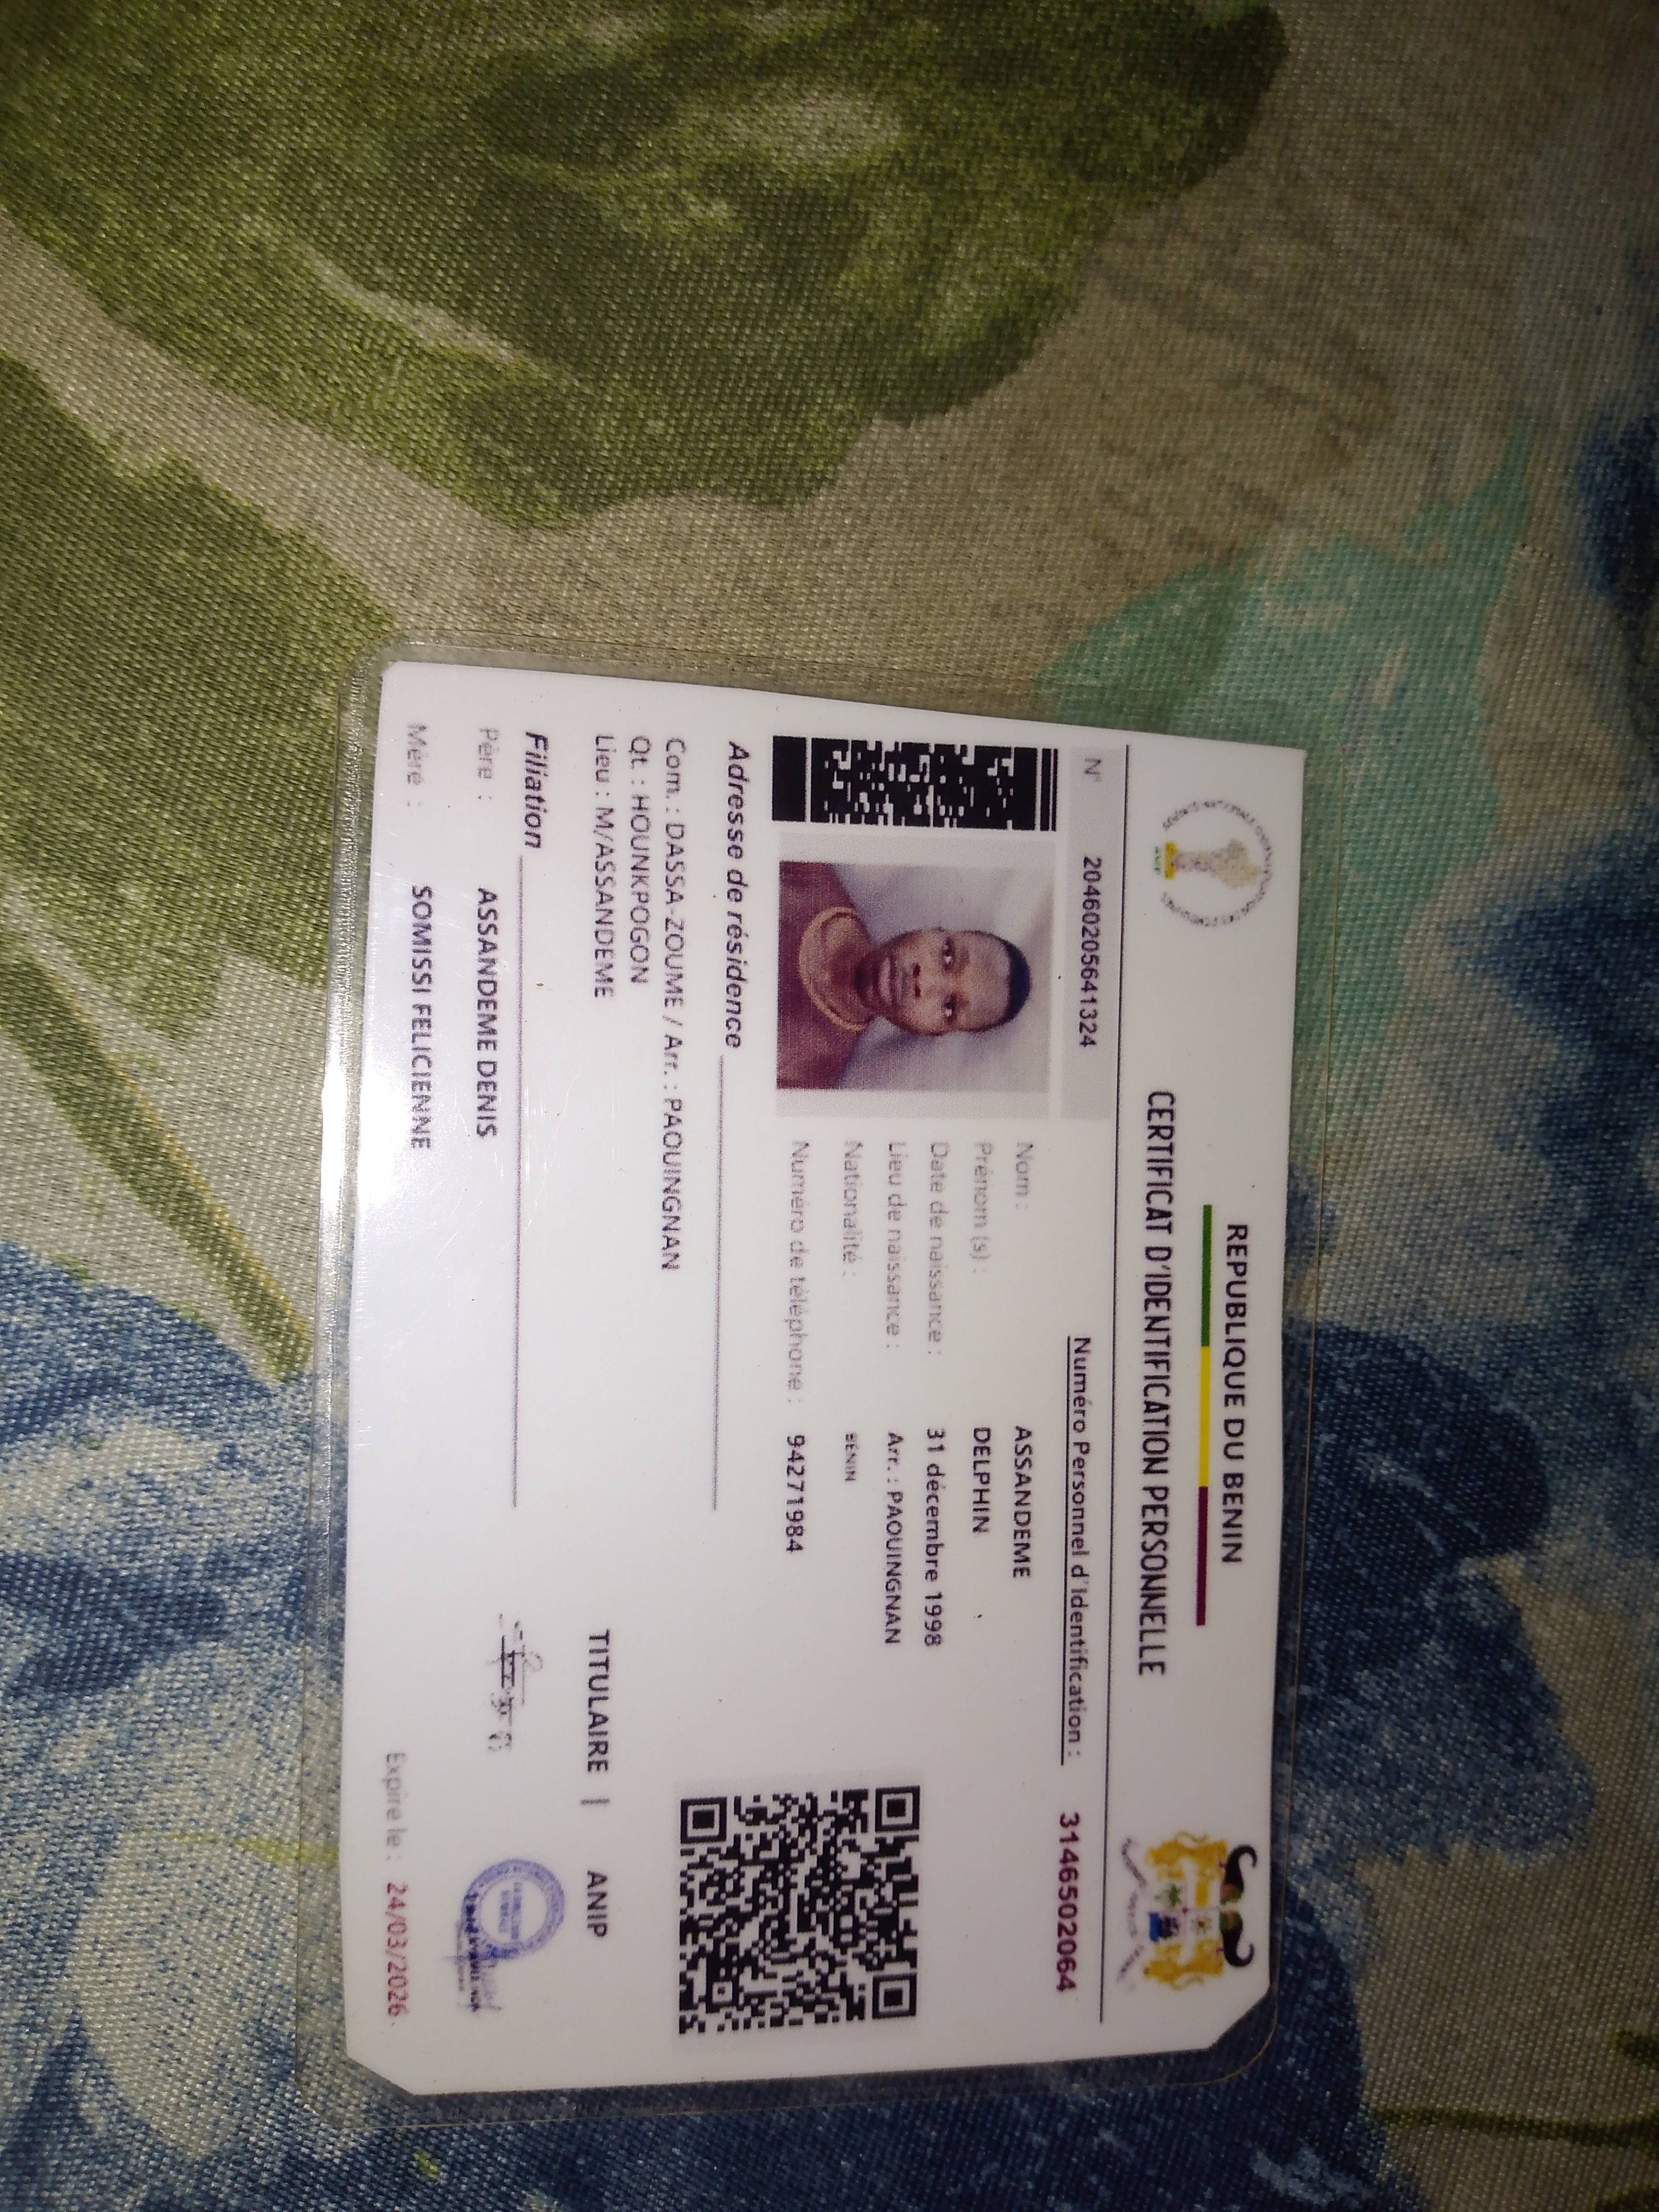 REPUBLIQUE DU BENIN
CERTIFICAT D'IDENTIFICATION PERSONNELLE
N° 2046020564 1324
Numéro Personnel d'Identification : 3146502064
Nom : ASSANDEME
Prénom (s) : DELPHIN
Date de naissance : 31 décembre 1998
Lieu de naissance : Arr. : PAOUINGNAN
Nationalité : BENIN
Numéro de téléphone : 94271984
Adresse de résidence
Com. : DASSA-ZOUME / Arr. : PAOUINGNAN
Qt. : HOUNKPOGON
Lieu : M/ASSANDEME
Filiation
Père : ASSANDEME DENIS
Mère : SOMISSI FELICIENNE
TITULAIRE | ANIP
Expire le : 24/03/2026